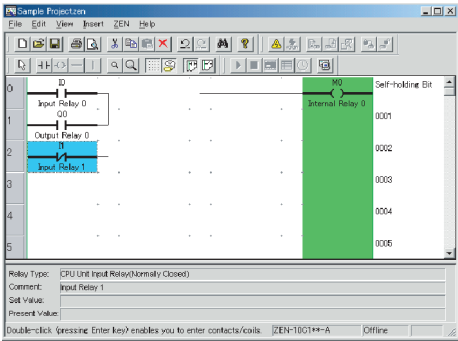 Sample Project.zen
File Edit View Insert ZEN Help
0 I0 M0 Self-holding Bit
Input Relay 0 Internal Relay 0
1 Q0 0001
Output Relay 0
2 I1 0002
Input Relay 1
3 0003
4 0004
5 0005
Relay Type: CPU Unit Input Relay(Normally Closed)
Comment: Input Relay 1
Set Value:
Present Value:
Double-click (pressing Enter key) enables you to enter contacts/coils. ZEN-10C1**-A Offline